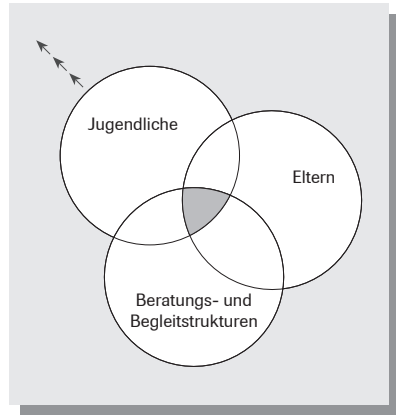 Jugendliche
Eltern
Beratungs- und
Begleitstrukturen